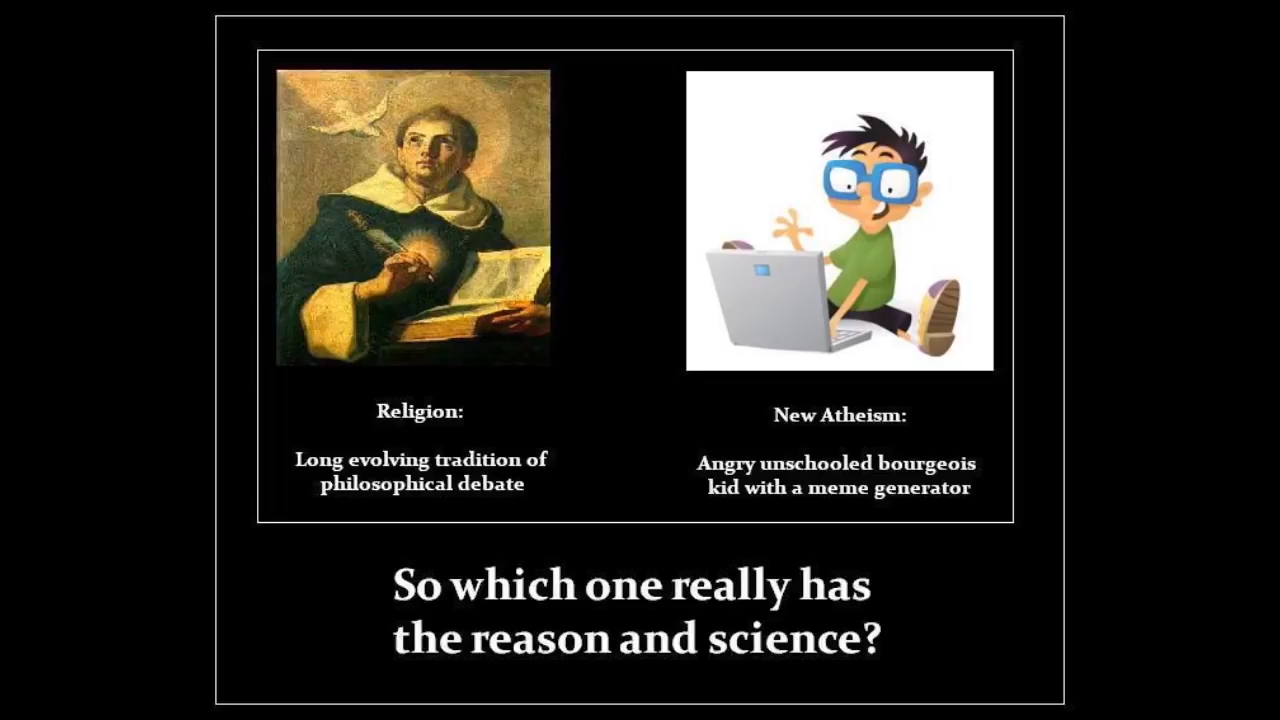 Religion:
Long evolving tradition of
philosophical debate
New Atheism:
Angry unschooled bourgeois
kid with a meme generator
So which one really has
the reason and science?